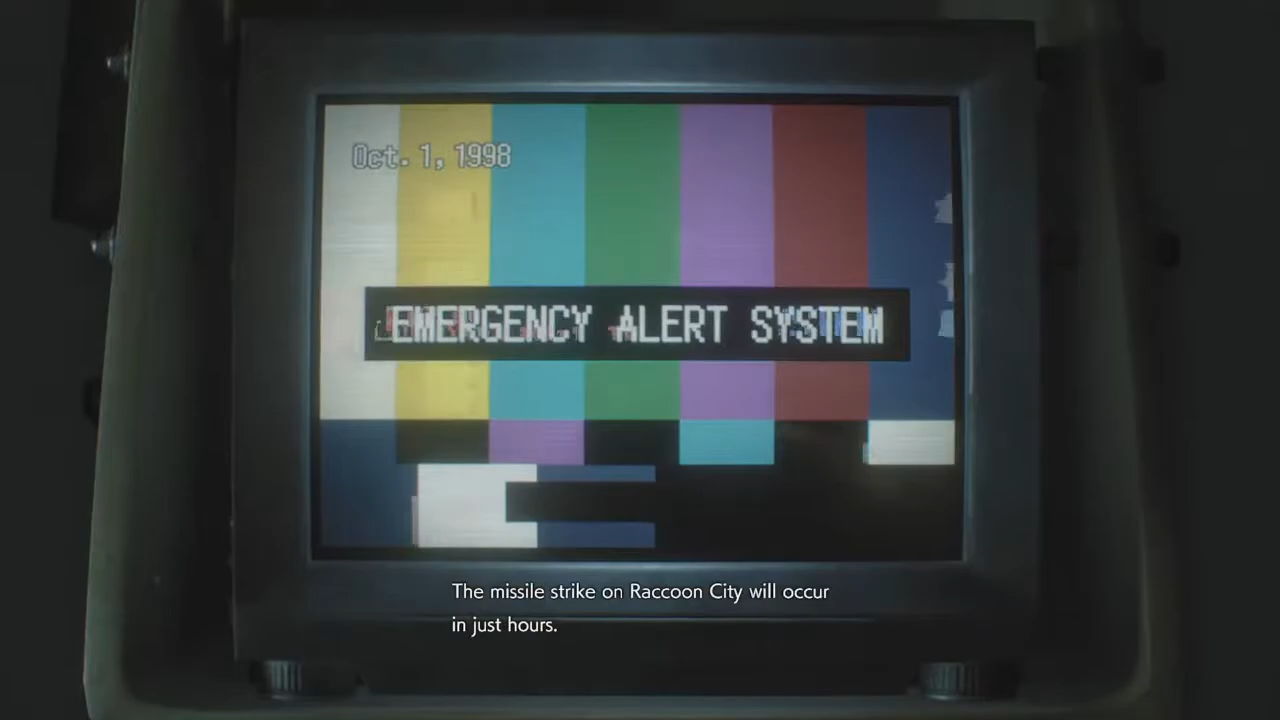 Oct. 1, 1998
EMERGENCY ALERT SYSTEM
The missile strike on Raccoon City will occur
in just hours.